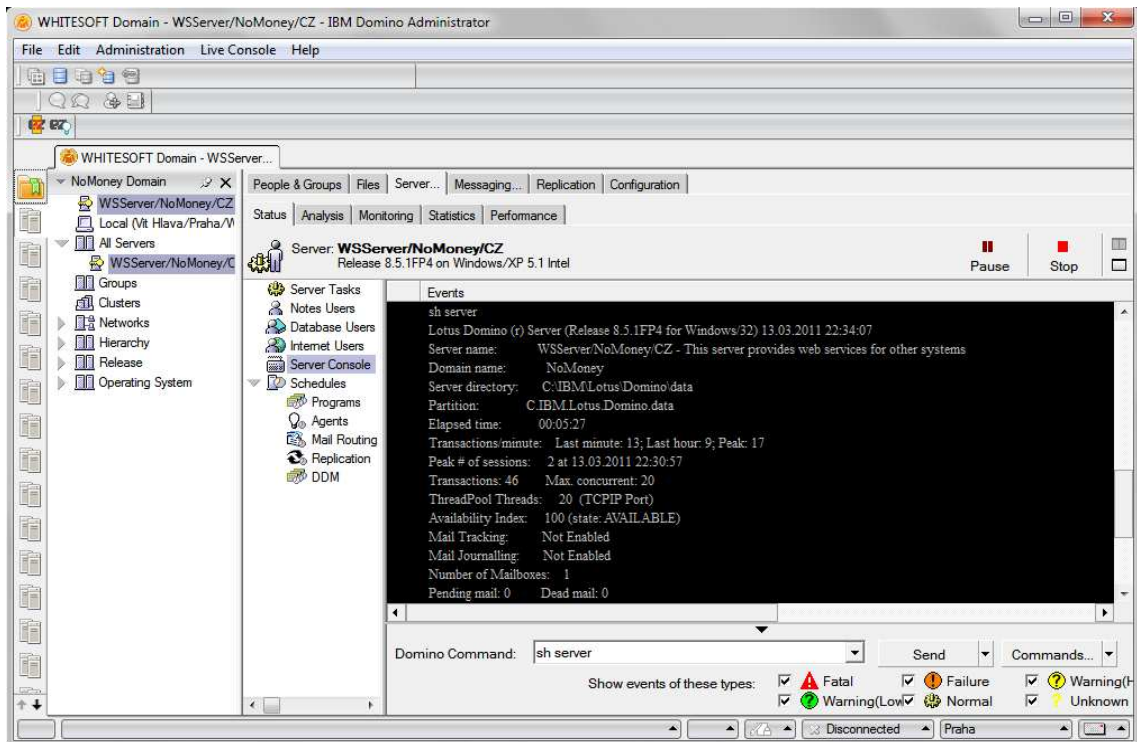 WHITESOFT Domain - WSServer/NoMoney/CZ - IBM Domino Administrator
File Edit Administration Live Console Help
WHITESOFT Domain - WSServer...
NoMoney Domain
WSServer/NoMoney/CZ
Local (Vit Hlava/Praha/W
All Servers
WSServer/NoMoney/C
Groups
Clusters
Networks
Hierarchy
Release
Operating System
People & Groups Files Server... Messaging... Replication Configuration
Status Analysis Monitoring Statistics Performance
Server: WSServer/NoMoney/CZ
Release 8.5.1FP4 on Windows/XP 5.1 Intel
Pause Stop
Server Tasks
Notes Users
Database Users
Internet Users
Server Console
Schedules
Programs
Agents
Mail Routing
Replication
DDM
Events
sh server
Lotus Domino (r) Server (Release 8.5.1FP4 for Windows/32) 13.03.2011 22:34:07
Server name: WSServer/NoMoney/CZ - This server provides web services for other systems
Domain name: NoMoney
Server directory: C:\IBM\Lotus\Domino\data
Partition: C.IBM.Lotus.Domino.data
Elapsed time: 00:05:27
Transactions/minute: Last minute: 13; Last hour: 9; Peak: 17
Peak # of sessions: 2 at 13.03.2011 22:30:57
Transactions: 46 Max. concurrent: 20
ThreadPool Threads: 20 (TCPIP Port)
Availability Index: 100 (state: AVAILABLE)
Mail Tracking: Not Enabled
Mail Journalling: Not Enabled
Number of Mailboxes: 1
Pending mail: 0 Dead mail: 0
Domino Command: sh server Send Commands...
Show events of these types: Fatal Failure Warning(H
Warning(Low Normal Unknown
Disconnected Praha